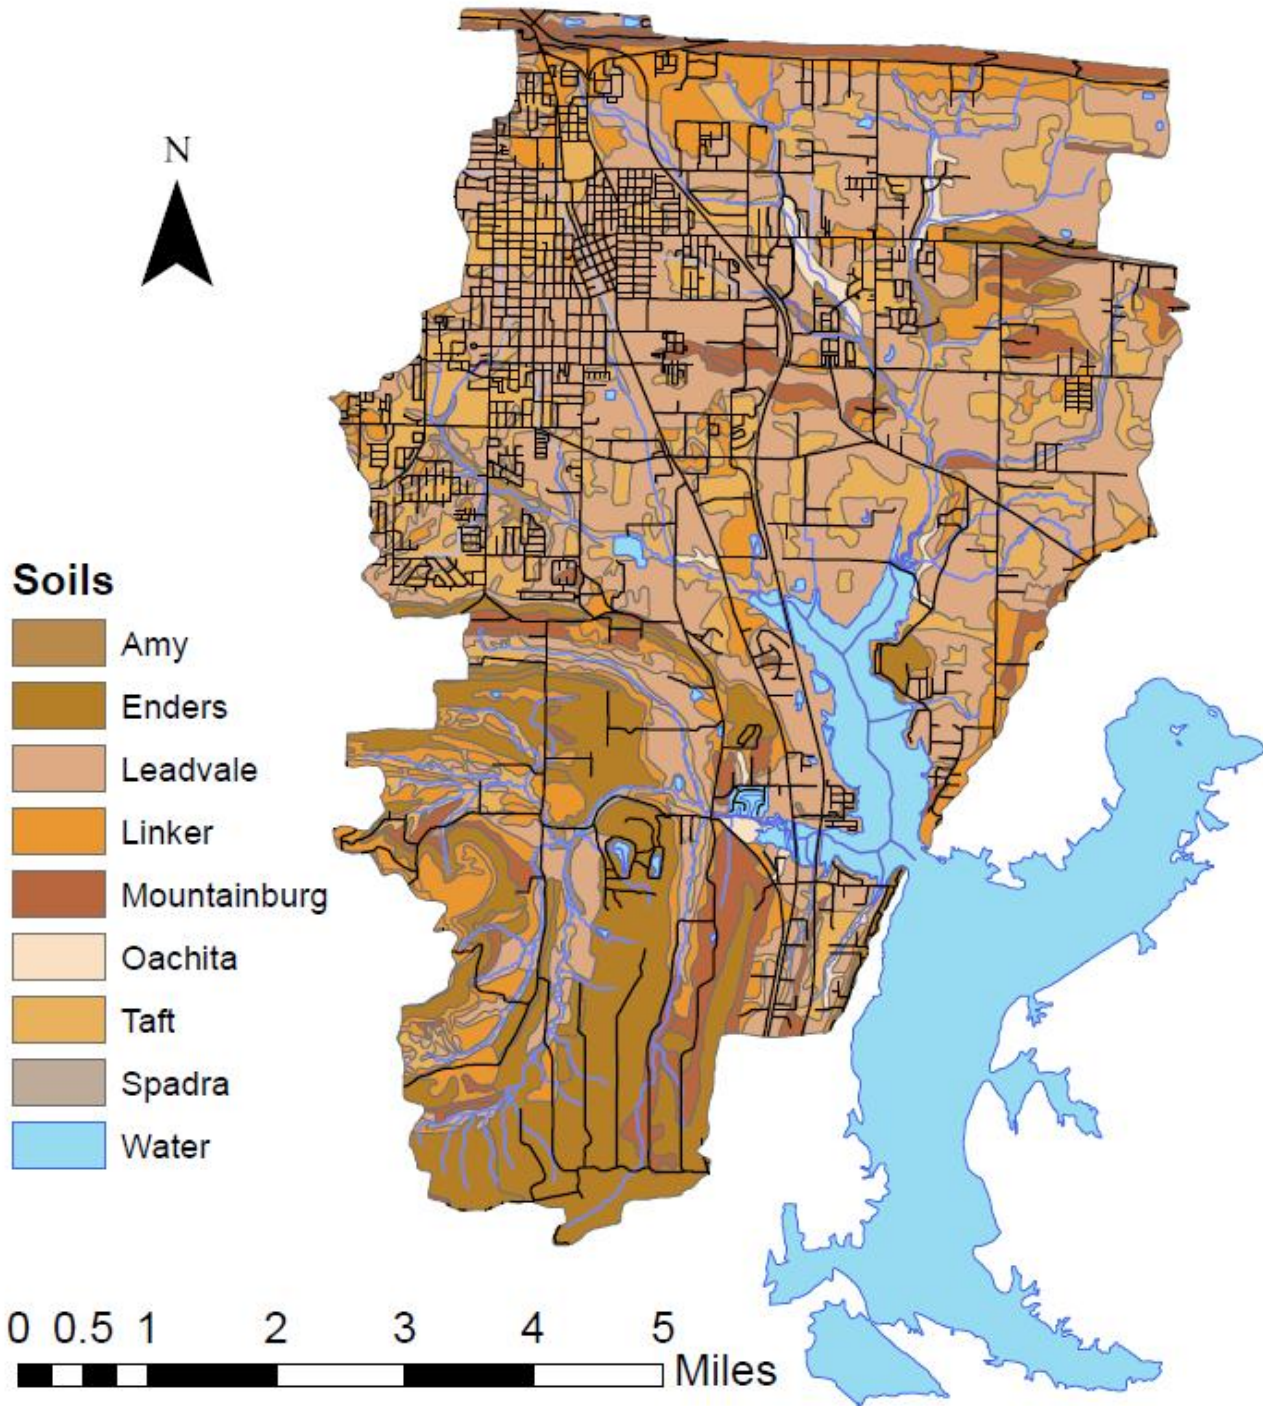 N
Soils
Amy
Enders
Leadvale
Linker
Mountainburg
Oachita
Taft
Spadra
Water
0 0.5 1 2 3 4 5
Miles